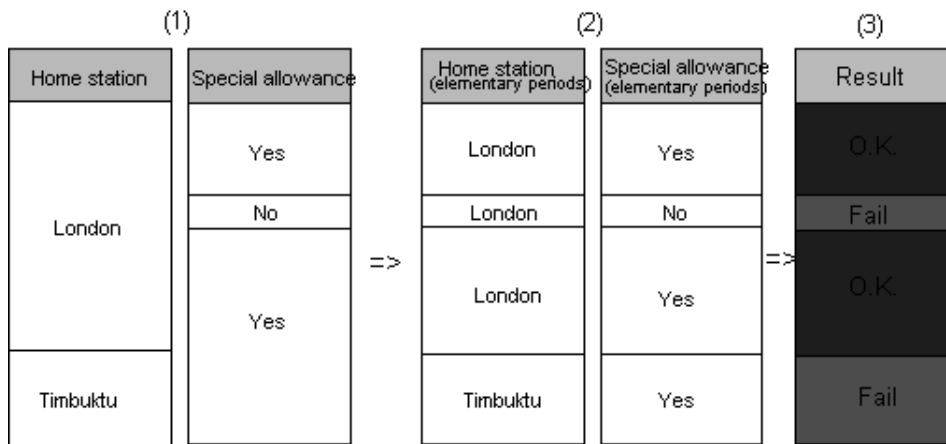 (1)
(2)
(3)
Home station
Special allowance
Home station
(elementary periods)
Special allowance
(elementary periods)
Result
London
Timbuktu
Yes
No
Yes
=>
London
London
London
Timbuktu
Yes
No
Yes
Yes
=>
O.K.
Fail
O.K.
Fail